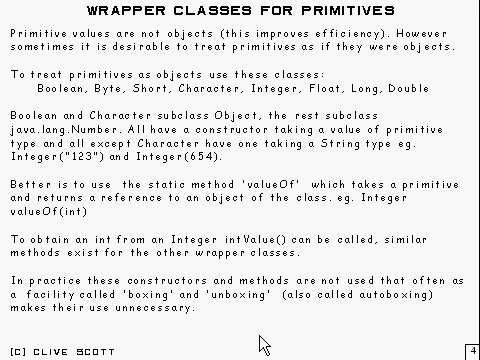 WRAPPER CLASSES FOR PRIMITIVES
Primitive values are not objects (this improves efficiency). However
sometimes it is desirable to treat primitives as if they were objects.
To treat primitives as objects use these classes:
Boolean, Byte, Short, Character, Integer, Float, Long, Double
Boolean and Character subclass Object, the rest subclass
java.lang.Number. All have a constructor taking a value of primitive
type and all except Character have one taking a String type eg.
Integer("123") and Integer(654).
Better is to use the static method 'valueOf' which takes a primitive
and returns a reference to an object of the class. eg. Integer
valueOf(int)
To obtain an int from an Integer intValue() can be called, similar
methods exist for the other wrapper classes.
In practice these constructors and methods are not used that often as
a facility called 'boxing' and 'unboxing' (also called autoboxing)
makes their use unnecessary.
[C] CLIVE SCOTT
4